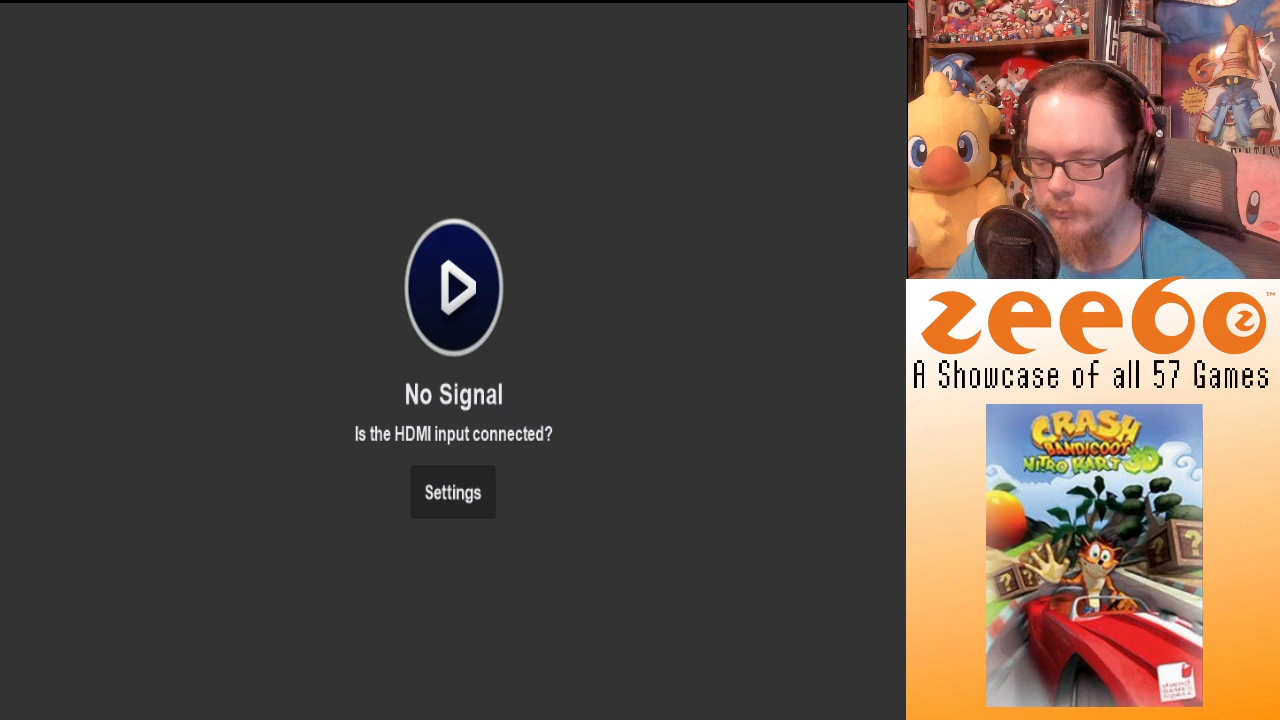 No Signal
Is the HDMI input connected?
Settings
zeebo
TM
A Showcase of all 57 Games
CRASH
BANDICOOT
NITRO KART 3D
? ?
? ?